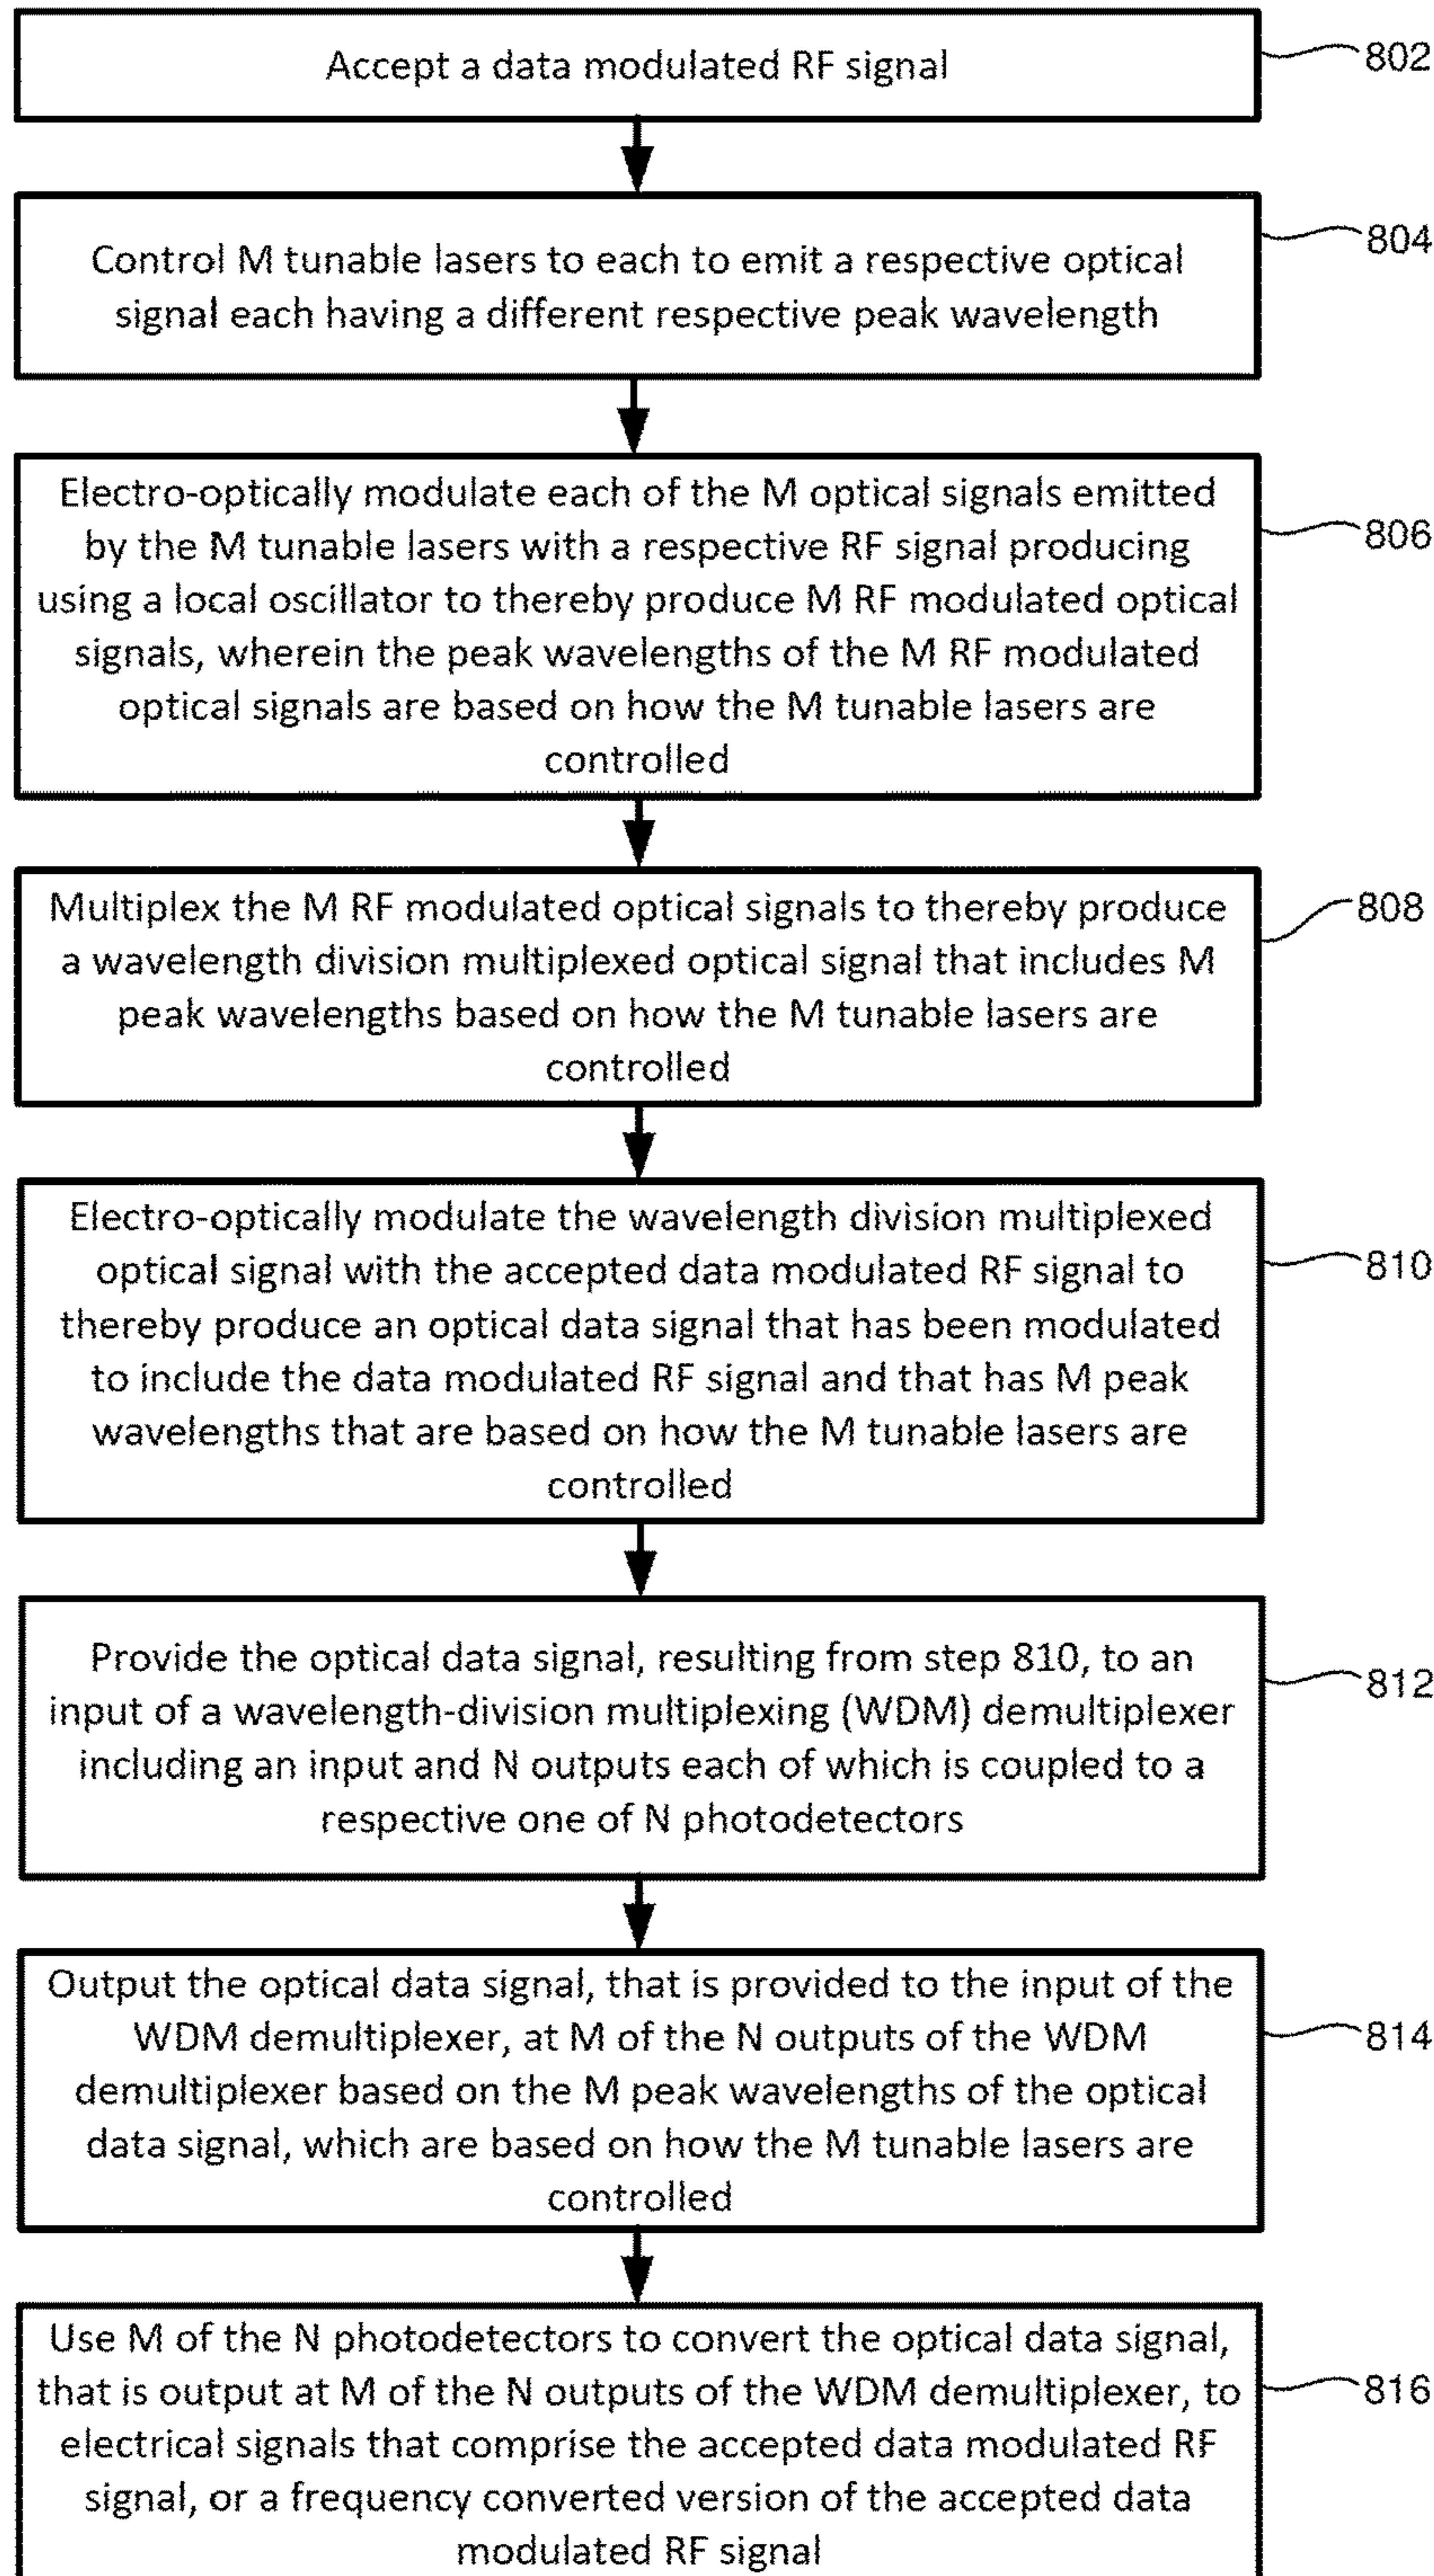 Accept a data modulated RF signal
802
Control M tunable lasers to each to emit a respective optical
signal each having a different respective peak wavelength
804
Electro-optically modulate each of the M optical signals emitted
by the M tunable lasers with a respective RF signal producing
using a local oscillator to thereby produce M RF modulated optical
signals, wherein the peak wavelengths of the M RF modulated
optical signals are based on how the M tunable lasers are
controlled
806
Multiplex the M RF modulated optical signals to thereby produce
a wavelength division multiplexed optical signal that includes M
peak wavelengths based on how the M tunable lasers are
controlled
808
Electro-optically modulate the wavelength division multiplexed
optical signal with the accepted data modulated RF signal to
thereby produce an optical data signal that has been modulated
to include the data modulated RF signal and that has M peak
wavelengths that are based on how the M tunable lasers are
controlled
810
Provide the optical data signal, resulting from step 810, to an
input of a wavelength-division multiplexing (WDM) demultiplexer
including an input and N outputs each of which is coupled to a
respective one of N photodetectors
812
Output the optical data signal, that is provided to the input of the
WDM demultiplexer, at M of the N outputs of the WDM
demultiplexer based on the M peak wavelengths of the optical
data signal, which are based on how the M tunable lasers are
controlled
814
Use M of the N photodetectors to convert the optical data signal,
that is output at M of the N outputs of the WDM demultiplexer, to
electrical signals that comprise the accepted data modulated RF
signal, or a frequency converted version of the accepted data
modulated RF signal
816